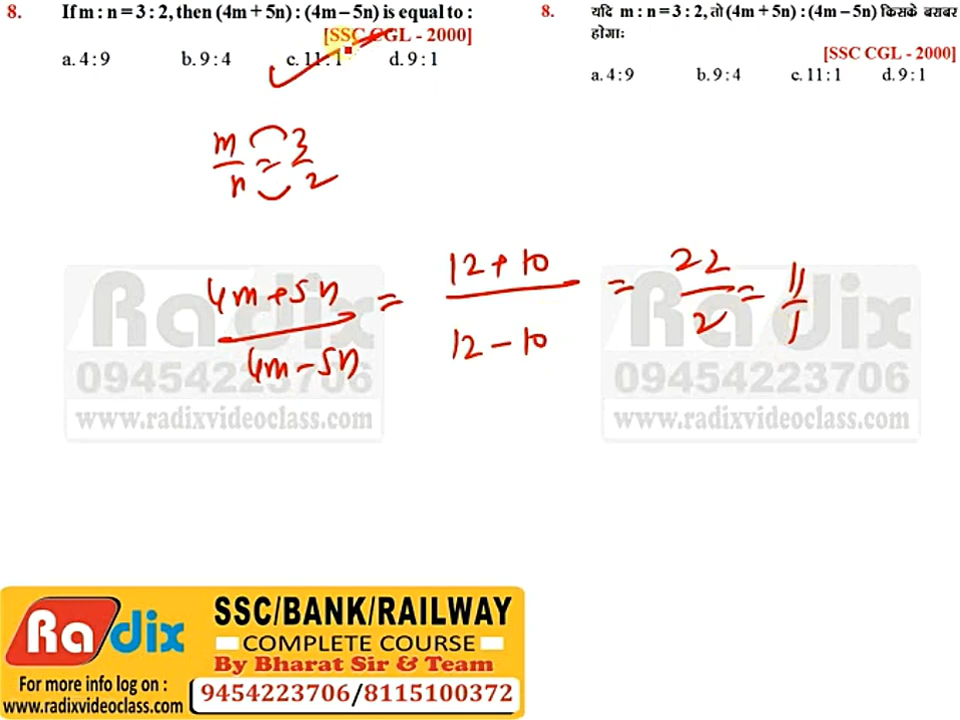 8. If m : n = 3 : 2, then (4m + 5n) : (4m – 5n) is equal to :
[SSC CGL - 2000]
a. 4 : 9 b. 9 : 4 c. 11 : 1 d. 9 : 1
8. यदि m : n = 3 : 2, तो (4m + 5n) : (4m – 5n) किसके बराबर
होगाः
[SSC CGL - 2000]
a. 4 : 9 b. 9 : 4 c. 11 : 1 d. 9 : 1
m/n = 3/2
4m+5n/4m-5n = 12+10/12-10 = 22/2 = 11/1
Radix
09454223706
www.radixvideoclass.com
Radix
09454223706
www.radixvideoclass.com
Radix
For more info log on :
www.radixvideoclass.com
SSC/BANK/RAILWAY
COMPLETE COURSE
By Bharat Sir & Team
9454223706/8115100372